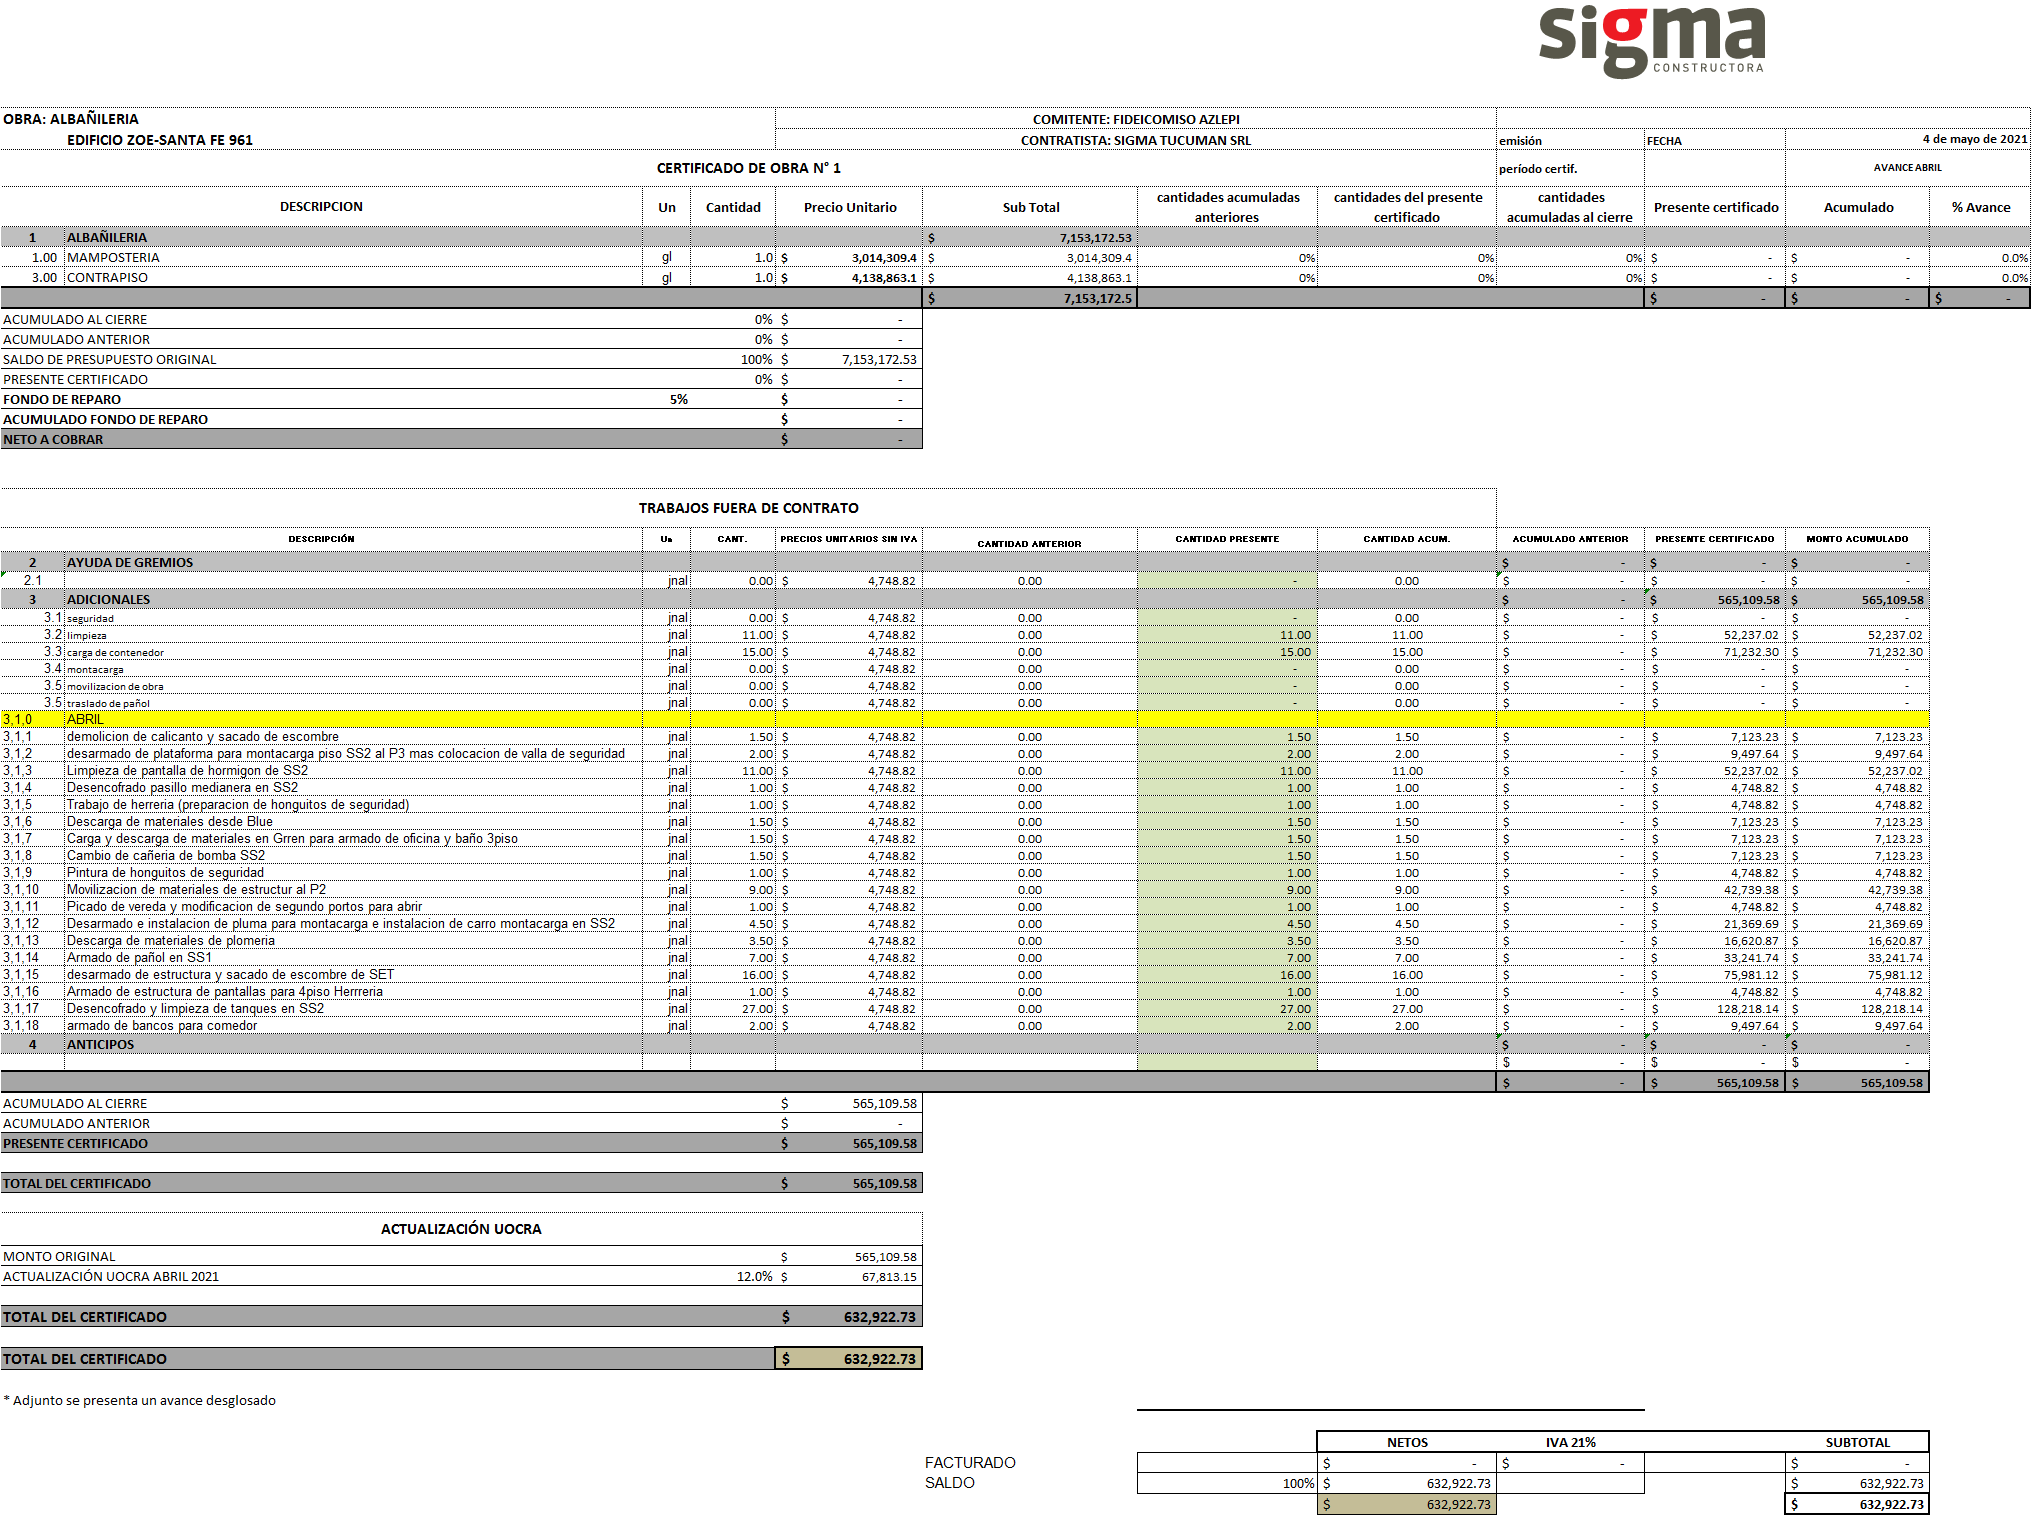 sigma
CONSTRUCTORA
OBRA: ALBAÑILERIA COMITENTE: FIDEICOMISO AZLEPI
EDIFICIO ZOE-SANTA FE 961 CONTRATISTA: SIGMA TUCUMAN SRL emisión FECHA 4 de mayo de 2021
CERTIFICADO DE OBRA N° 1 período certif. AVANCE ABRIL
DESCRIPCION Un Cantidad Precio Unitario Sub Total cantidades acumuladas anteriores cantidades del presente certificado cantidades acumuladas al cierre Presente certificado Acumulado % Avance
1 ALBAÑILERIA $ 7,153,172.53
1.00 MAMPOSTERIA gl 1.0 $ 3,014,309.4 $ 3,014,309.4 0% 0% 0% $ - $ - 0.0%
3.00 CONTRAPISO gl 1.0 $ 4,138,863.1 $ 4,138,863.1 0% 0% 0% $ - $ - 0.0%
$ 7,153,172.5 $ - $ - $ -
ACUMULADO AL CIERRE 0% $ -
ACUMULADO ANTERIOR 0% $ -
SALDO DE PRESUPUESTO ORIGINAL 100% $ 7,153,172.53
PRESENTE CERTIFICADO 0% $ -
FONDO DE REPARO 5% $ -
ACUMULADO FONDO DE REPARO $ -
NETO A COBRAR $ -
TRABAJOS FUERA DE CONTRATO
DESCRIPCIÓN Un CANT. PRECIOS UNITARIOS SIN IVA CANTIDAD ANTERIOR CANTIDAD PRESENTE CANTIDAD ACUM. ACUMULADO ANTERIOR PRESENTE CERTIFICADO MONTO ACUMULADO
2 AYUDA DE GREMIOS $ - $ - $ -
2.1 jnal 0.00 $ 4,748.82 0.00 - 0.00 $ - $ - $ -
3 ADICIONALES $ - $ 565,109.58 $ 565,109.58
3.1 seguridad jnal 0.00 $ 4,748.82 0.00 - 0.00 $ - $ - $ -
3.2 limpieza jnal 11.00 $ 4,748.82 0.00 11.00 11.00 $ - $ 52,237.02 $ 52,237.02
3.3 carga de contenedor jnal 15.00 $ 4,748.82 0.00 15.00 15.00 $ - $ 71,232.30 $ 71,232.30
3.4 montacarga jnal 0.00 $ 4,748.82 0.00 - 0.00 $ - $ - $ -
3.5 movilizacion de obra jnal 0.00 $ 4,748.82 0.00 - 0.00 $ - $ - $ -
3.5 traslado de pañol jnal 0.00 $ 4,748.82 0.00 - 0.00 $ - $ - $ -
3,1,0 ABRIL
3,1,1 demolicion de calicanto y sacado de escombre jnal 1.50 $ 4,748.82 0.00 1.50 1.50 $ - $ 7,123.23 $ 7,123.23
3,1,2 desarmado de plataforma para montacarga piso SS2 al P3 mas colocacion de valla de seguridad jnal 2.00 $ 4,748.82 0.00 2.00 2.00 $ - $ 9,497.64 $ 9,497.64
3,1,3 Limpieza de pantalla de hormigon de SS2 jnal 11.00 $ 4,748.82 0.00 11.00 11.00 $ - $ 52,237.02 $ 52,237.02
3,1,4 Desencofrado pasillo medianera en SS2 jnal 1.00 $ 4,748.82 0.00 1.00 1.00 $ - $ 4,748.82 $ 4,748.82
3,1,5 Trabajo de herreria (preparacion de honguitos de seguridad) jnal 1.00 $ 4,748.82 0.00 1.00 1.00 $ - $ 4,748.82 $ 4,748.82
3,1,6 Descarga de materiales desde Blue jnal 1.50 $ 4,748.82 0.00 1.50 1.50 $ - $ 7,123.23 $ 7,123.23
3,1,7 Carga y descarga de materiales en Grren para armado de oficina y baño 3piso jnal 1.50 $ 4,748.82 0.00 1.50 1.50 $ - $ 7,123.23 $ 7,123.23
3,1,8 Cambio de cañeria de bomba SS2 jnal 1.50 $ 4,748.82 0.00 1.50 1.50 $ - $ 7,123.23 $ 7,123.23
3,1,9 Pintura de honguitos de seguridad jnal 1.00 $ 4,748.82 0.00 1.00 1.00 $ - $ 4,748.82 $ 4,748.82
3,1,10 Movilizacion de materiales de estructur al P2 jnal 9.00 $ 4,748.82 0.00 9.00 9.00 $ - $ 42,739.38 $ 42,739.38
3,1,11 Picado de vereda y modificacion de segundo portos para abrir jnal 1.00 $ 4,748.82 0.00 1.00 1.00 $ - $ 4,748.82 $ 4,748.82
3,1,12 Desarmado e instalacion de pluma para montacarga e instalacion de carro montacarga en SS2 jnal 4.50 $ 4,748.82 0.00 4.50 4.50 $ - $ 21,369.69 $ 21,369.69
3,1,13 Descarga de materiales de plomeria jnal 3.50 $ 4,748.82 0.00 3.50 3.50 $ - $ 16,620.87 $ 16,620.87
3,1,14 Armado de pañol en SS1 jnal 7.00 $ 4,748.82 0.00 7.00 7.00 $ - $ 33,241.74 $ 33,241.74
3,1,15 desarmado de estructura y sacado de escombre de SET jnal 16.00 $ 4,748.82 0.00 16.00 16.00 $ - $ 75,981.12 $ 75,981.12
3,1,16 Armado de estructura de pantallas para 4piso Herrreria jnal 1.00 $ 4,748.82 0.00 1.00 1.00 $ - $ 4,748.82 $ 4,748.82
3,1,17 Desencofrado y limpieza de tanques en SS2 jnal 27.00 $ 4,748.82 0.00 27.00 27.00 $ - $ 128,218.14 $ 128,218.14
3,1,18 armado de bancos para comedor jnal 2.00 $ 4,748.82 0.00 2.00 2.00 $ - $ 9,497.64 $ 9,497.64
4 ANTICIPOS $ - $ - $ -
$ - $ - $ -
$ - $ 565,109.58 $ 565,109.58
ACUMULADO AL CIERRE $ 565,109.58
ACUMULADO ANTERIOR $ -
PRESENTE CERTIFICADO $ 565,109.58
TOTAL DEL CERTIFICADO $ 565,109.58
ACTUALIZACIÓN UOCRA
MONTO ORIGINAL $ 565,109.58
ACTUALIZACIÓN UOCRA ABRIL 2021 12.0% $ 67,813.15
TOTAL DEL CERTIFICADO $ 632,922.73
TOTAL DEL CERTIFICADO $ 632,922.73
* Adjunto se presenta un avance desglosado
NETOS IVA 21% SUBTOTAL
FACTURADO $ - $ - $ -
SALDO 100% $ 632,922.73 $ 632,922.73
$ 632,922.73 $ 632,922.73